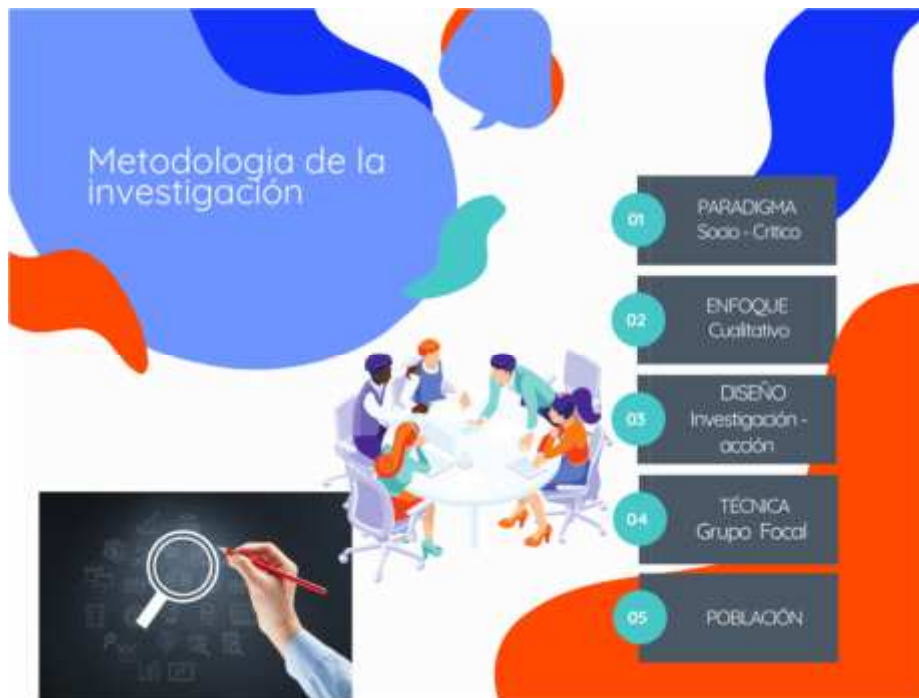 Metodologia de la
investigación
01
PARADIGMA
Socio - Crítico
02
ENFOQUE
Cualitativo
03
DISEÑO
Investigación -
acción
04
TÉCNICA
Grupo Focal
05
POBLACIÓN